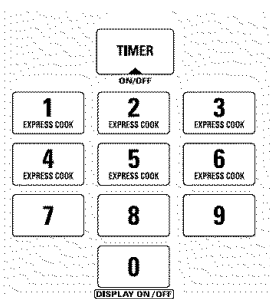 TIMER
ON/OFF
1 2 3
EXPRESS COOK EXPRESS COOK EXPRESS COOK
4 5 6
EXPRESS COOK EXPRESS COOK EXPRESS COOK
7 8 9
0
DISPLAY ON /OFF